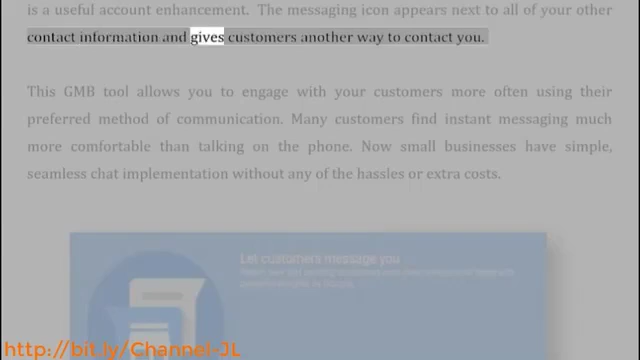 is a useful account enhancement. The messaging icon appears next to all of your other
contact information and gives customers another way to contact you.
This GMB tool allows you to engage with your customers more often using their
preferred method of communication. Many customers find instant messaging much
more comfortable than talking on the phone. Now small businesses have simple,
seamless chat implementation without any of the hassles or extra costs.
Let customers message you
http://bit.ly/Channel-JL